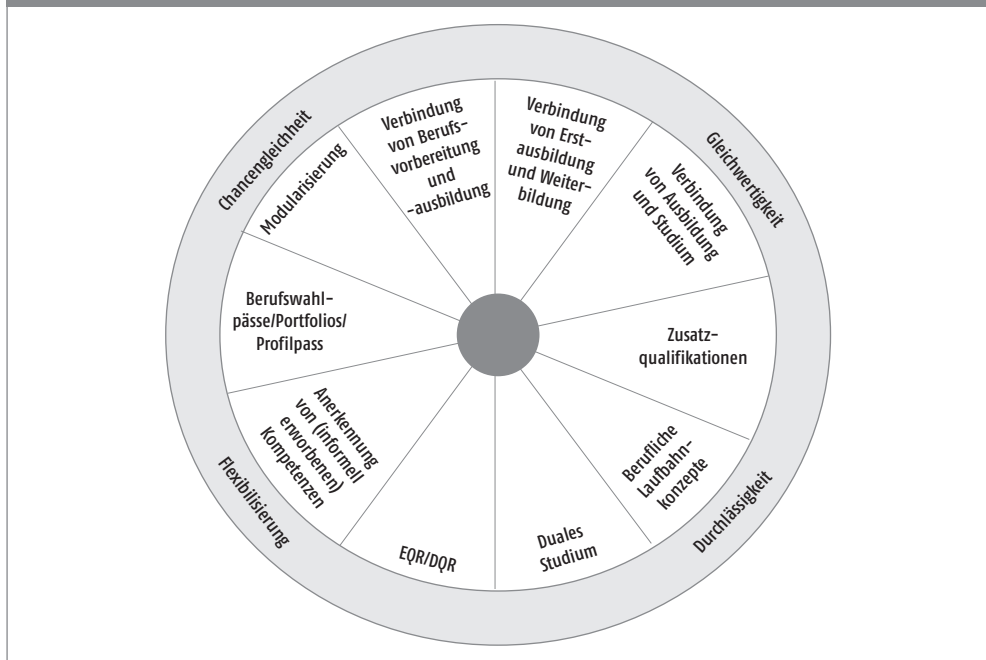 Chancengleichheit
Gleichwertigkeit
Durchlässigkeit
Flexibilisierung
Verbindung
von Berufs-
vorbereitung
und
-ausbildung
Verbindung
von Erst-
ausbildung
und Weiter-
bildung
Verbindung
von Ausbildung
und Studium
Zusatz-
qualifikationen
Berufliche
Laufbahn-
konzepte
Duales
Studium
EQR/DQR
Anerkennung
von (informell
erworbenen)
Kompetenzen
Berufswahl-
pässe/Portfolios/
Profilpass
Modularisierung